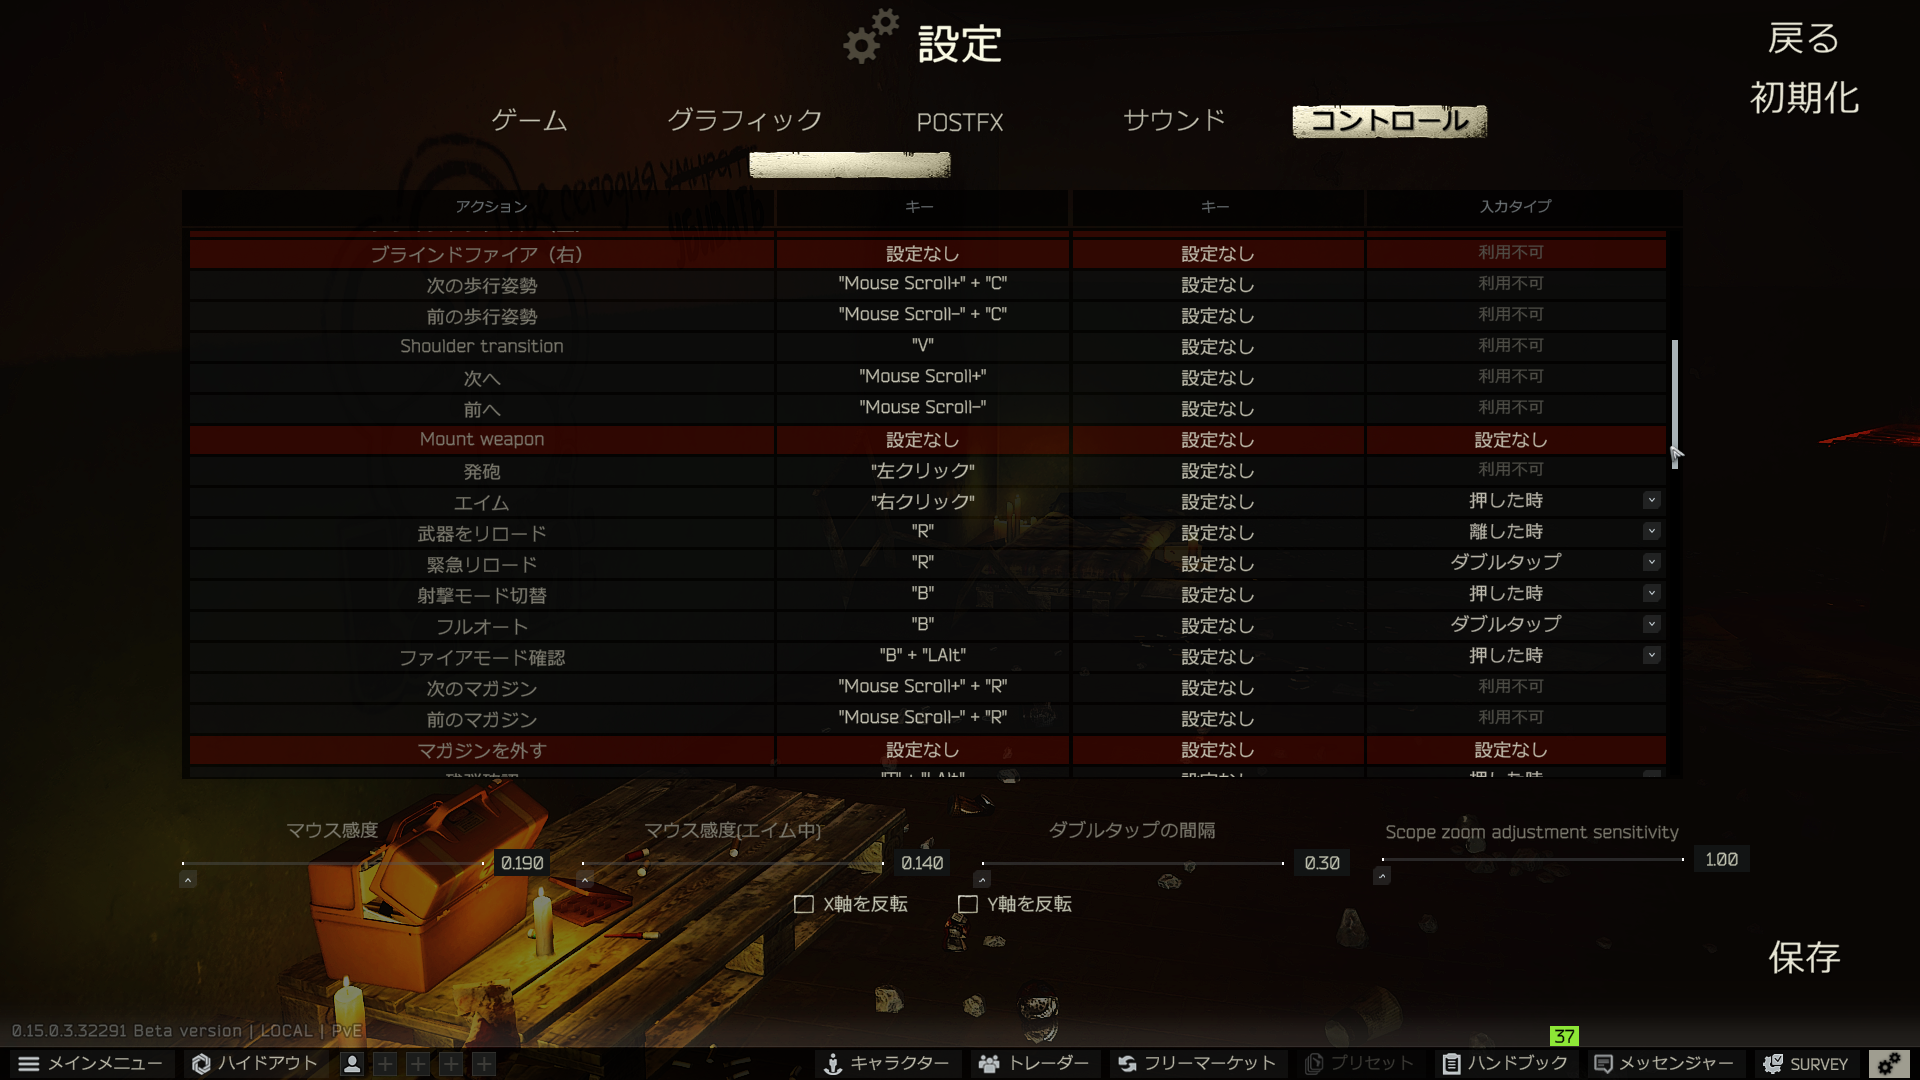 設定
戻る
初期化
ゲーム グラフィック POSTFX サウンド コントロール
アクション キー キー 入力タイプ
ブラインドファイア（右） 設定なし 設定なし 利用不可
次の歩行姿勢 "Mouse Scroll+" + "C" 設定なし 利用不可
前の歩行姿勢 "Mouse Scroll-" + "C" 設定なし 利用不可
Shoulder transition "V" 設定なし 利用不可
次へ "Mouse Scroll+" 設定なし 利用不可
前へ "Mouse Scroll-" 設定なし 利用不可
Mount weapon 設定なし 設定なし 設定なし
発砲 "左クリック" 設定なし 利用不可
エイム "右クリック" 設定なし 押した時
武器をリロード "R" 設定なし 離した時
緊急リロード "R" 設定なし ダブルタップ
射撃モード切替 "B" 設定なし 押した時
フルオート "B" 設定なし ダブルタップ
ファイアモード確認 "B" + "LAlt" 設定なし 押した時
次のマガジン "Mouse Scroll+" + "R" 設定なし 利用不可
前のマガジン "Mouse Scroll-" + "R" 設定なし 利用不可
マガジンを外す 設定なし 設定なし 設定なし
マウス感度 マウス感度(エイム中) ダブルタップの間隔 Scope zoom adjustment sensitivity
0.190 0.140 0.30 1.00
X軸を反転 Y軸を反転
保存
0.15.0.3.32291 Beta version | LOCAL | PvE
37
メインメニュー ハイドアウト キャラクター トレーダー フリーマーケット プリセット ハンドブック メッセンジャー SURVEY